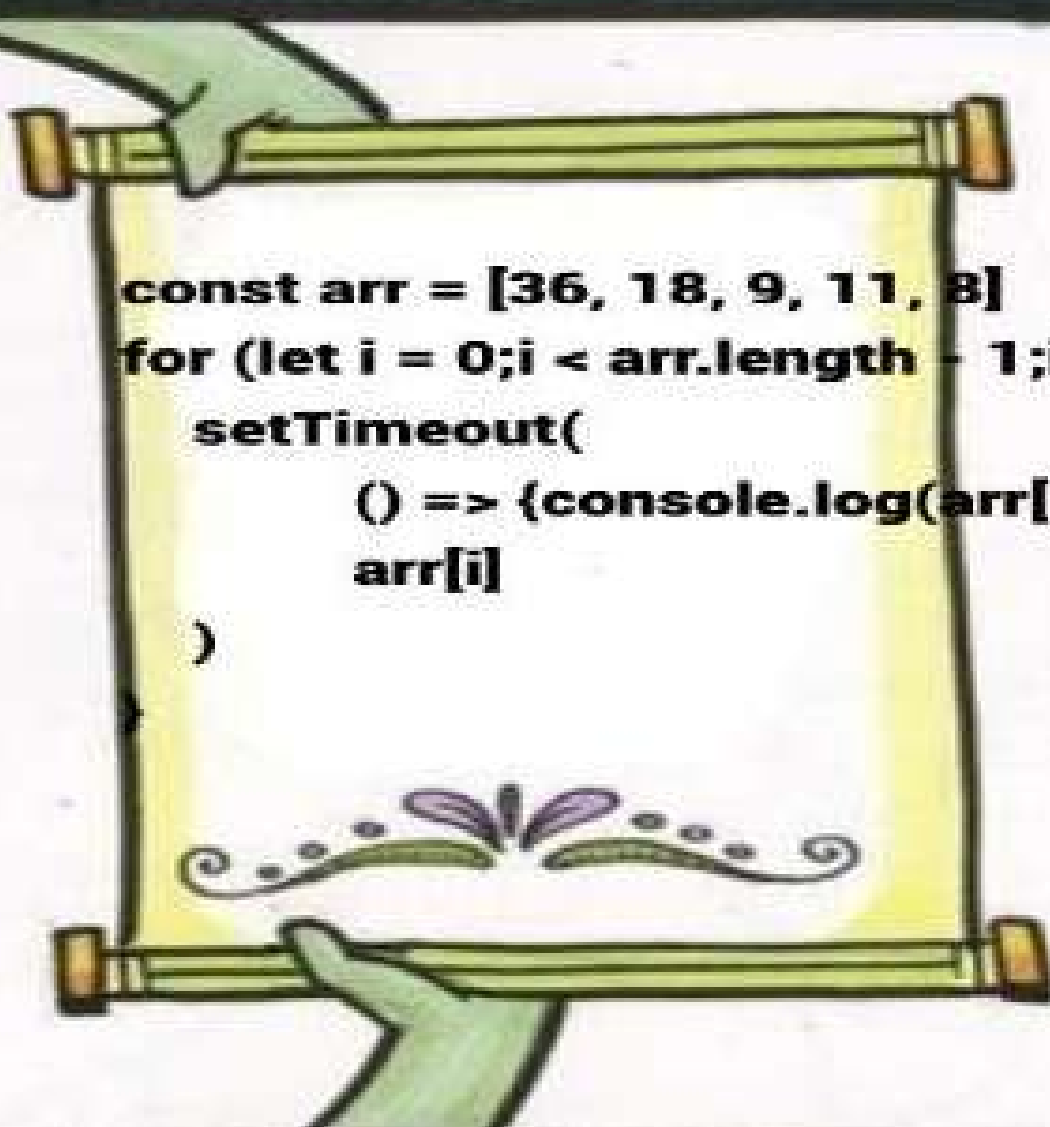 const arr = [36, 18, 9, 11, 8]
for (let i = 0;i < arr.length - 1;i
setTimeout(
() => {console.log(arr[
arr[i]
)
}